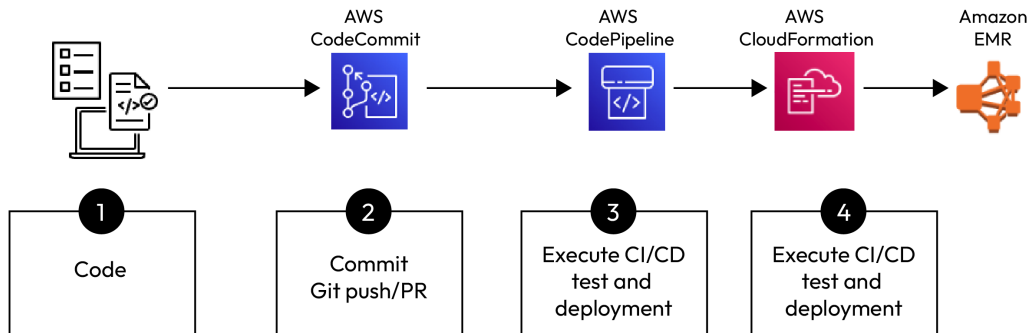 AWS
CodeCommit
AWS
CodePipeline
AWS
CloudFormation
Amazon
EMR
</>
</>
</>
1
Code
2
Commit
Git push/PR
3
Execute CI/CD
test and
deployment
4
Execute CI/CD
test and
deployment